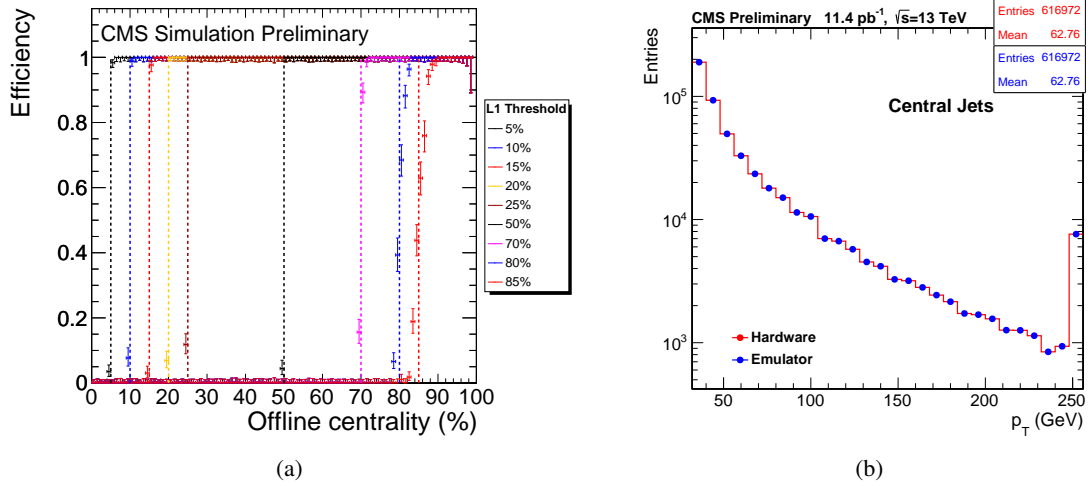 CMS Simulation Preliminary
Efficiency
1
0.8
0.6
0.4
0.2
0
0 10 20 30 40 50 60 70 80 90 100
Offline centrality (%)
L1 Threshold
5%
10%
15%
20%
25%
50%
70%
80%
85%
(a)
CMS Preliminary 11.4 pb⁻¹, √s=13 TeV
Entries 616972
Mean 62.76
Entries 616972
Mean 62.76
Entries
Central Jets
10⁵
10⁴
10³
Hardware
Emulator
50 100 150 200 250
p_T (GeV)
(b)